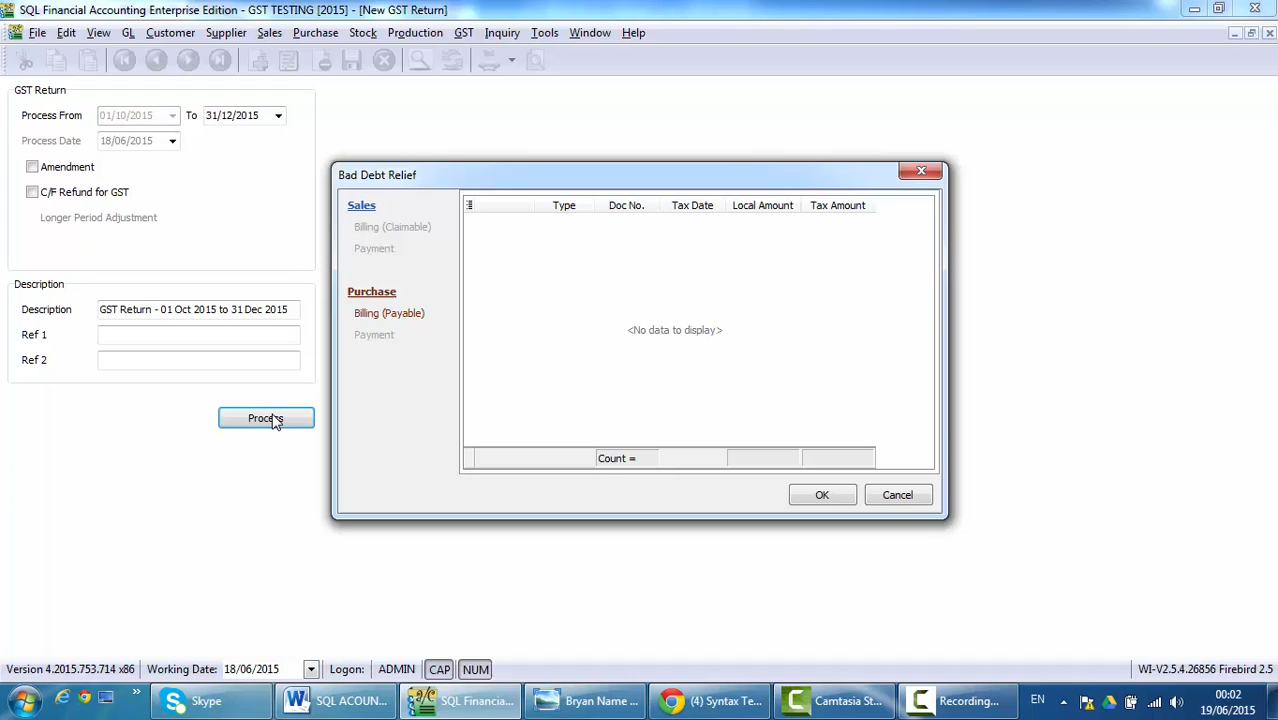 SQL Financial Accounting Enterprise Edition - GST TESTING [2015] - [New GST Return]
File Edit View GL Customer Supplier Sales Purchase Stock Production GST Inquiry Tools Window Help
GST Return
Process From 01/10/2015 To 31/12/2015
Process Date 18/06/2015
Amendment
C/F Refund for GST
Longer Period Adjustment
Description
Description GST Return - 01 Oct 2015 to 31 Dec 2015
Ref 1
Ref 2
Process
Bad Debt Relief
Sales
Billing (Claimable)
Payment
Purchase
Billing (Payable)
Payment
Type Doc No. Tax Date Local Amount Tax Amount
<No data to display>
Count =
OK Cancel
Version 4.2015.753.714 x86 Working Date: 18/06/2015 Logon: ADMIN CAP NUM WI-V2.5.4.26856 Firebird 2.5
Skype SQL ACOUN... SQL Financia... Bryan Name ... (4) Syntax Te... Camtasia St... Recording... EN 00:02
19/06/2015